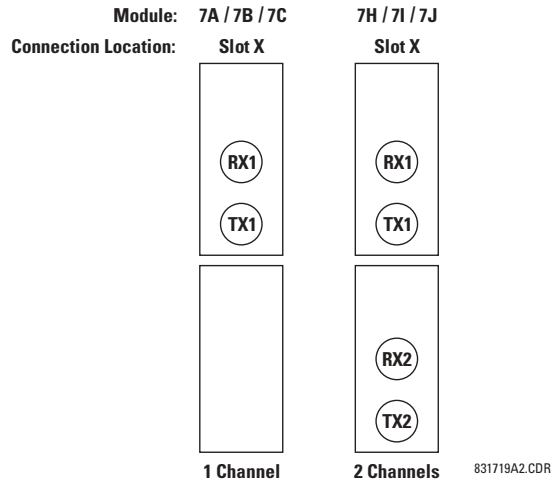 Module: 7A / 7B / 7C 7H / 7I / 7J
Connection Location: Slot X Slot X
RX1 RX1
TX1 TX1
RX2
TX2
1 Channel 2 Channels 831719A2.CDR